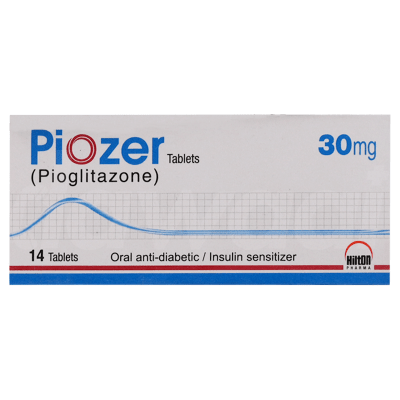 Piozer Tablets 30mg
(Pioglitazone)
14 Tablets Oral anti-diabetic / Insulin sensitizer
Hilton
PHARMA